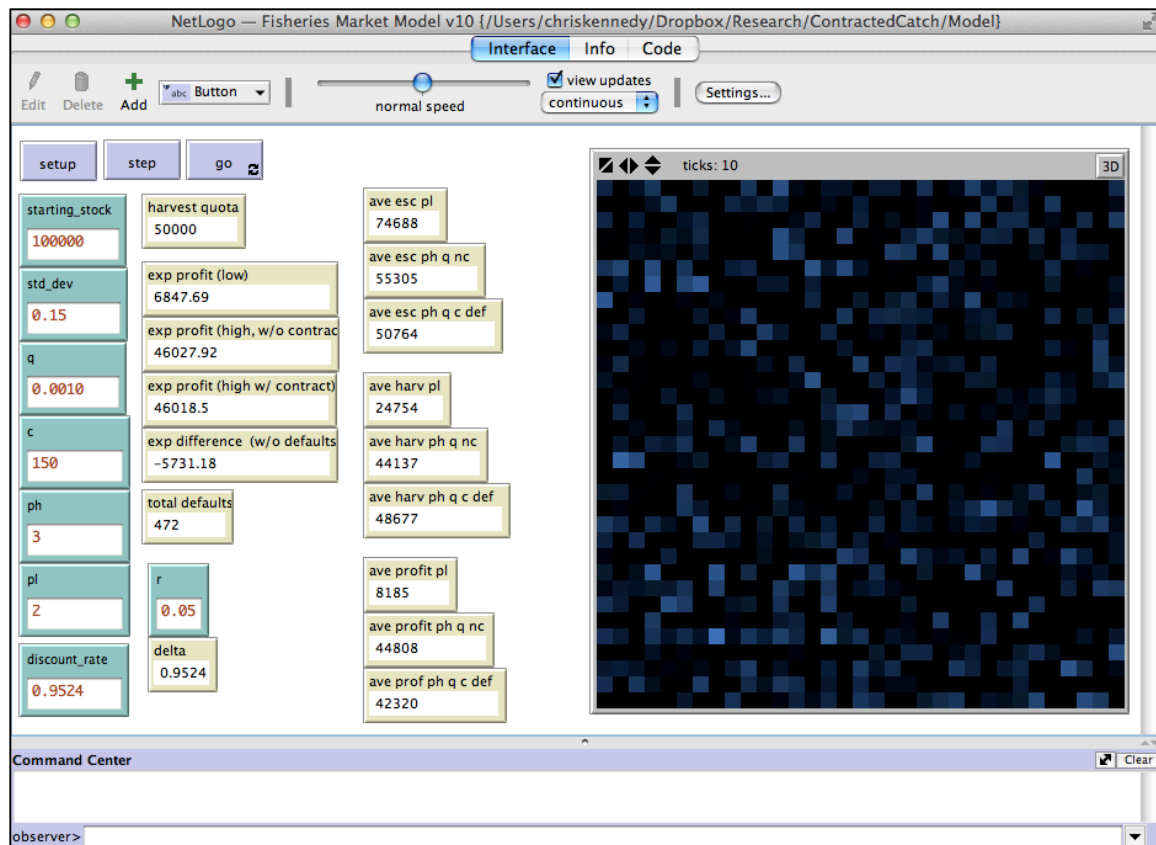 NetLogo — Fisheries Market Model v10 {/Users/chriskennedy/Dropbox/Research/ContractedCatch/Model}
Interface Info Code
Edit Delete Add abc Button normal speed view updates continuous Settings...
setup step go
ticks: 10 3D
starting_stock
100000
std_dev
0.15
q
0.0010
c
150
ph
3
pl
2
discount_rate
0.9524
harvest quota
50000
exp profit (low)
6847.69
exp profit (high, w/o contrac
46027.92
exp profit (high w/ contract)
46018.5
exp difference (w/o defaults
-5731.18
total defaults
472
r
0.05
delta
0.9524
ave esc pl
74688
ave esc ph q nc
55305
ave esc ph q c def
50764
ave harv pl
24754
ave harv ph q nc
44137
ave harv ph q c def
48677
ave profit pl
8185
ave profit ph q nc
44808
ave prof ph q c def
42320
Command Center Clear
observer>